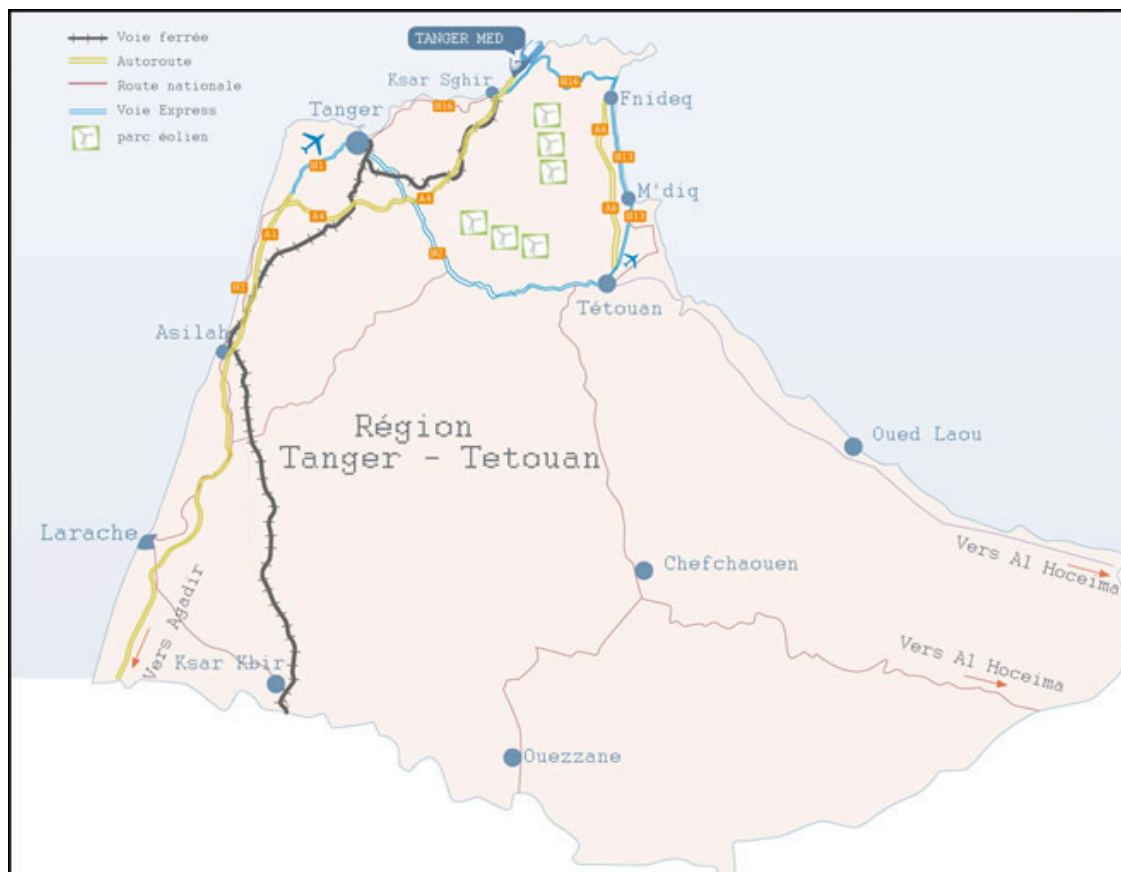 Voie ferrée
Autoroute
Route nationale
Voie Express
parc éolien
TANGER MED
Ksar Sghir
Tanger
N16
N16
Fnideq
A6
N13
N1
M'diq
A4
A4
A6
N13
A1
N2
N1
Tétouan
Asilah
Région
Tanger - Tetouan
Oued Laou
Larache
Chefchaouen
Vers Al Hoceima
Vers Agadir
Ksar Kbir
Vers Al Hoceima
Ouezzane